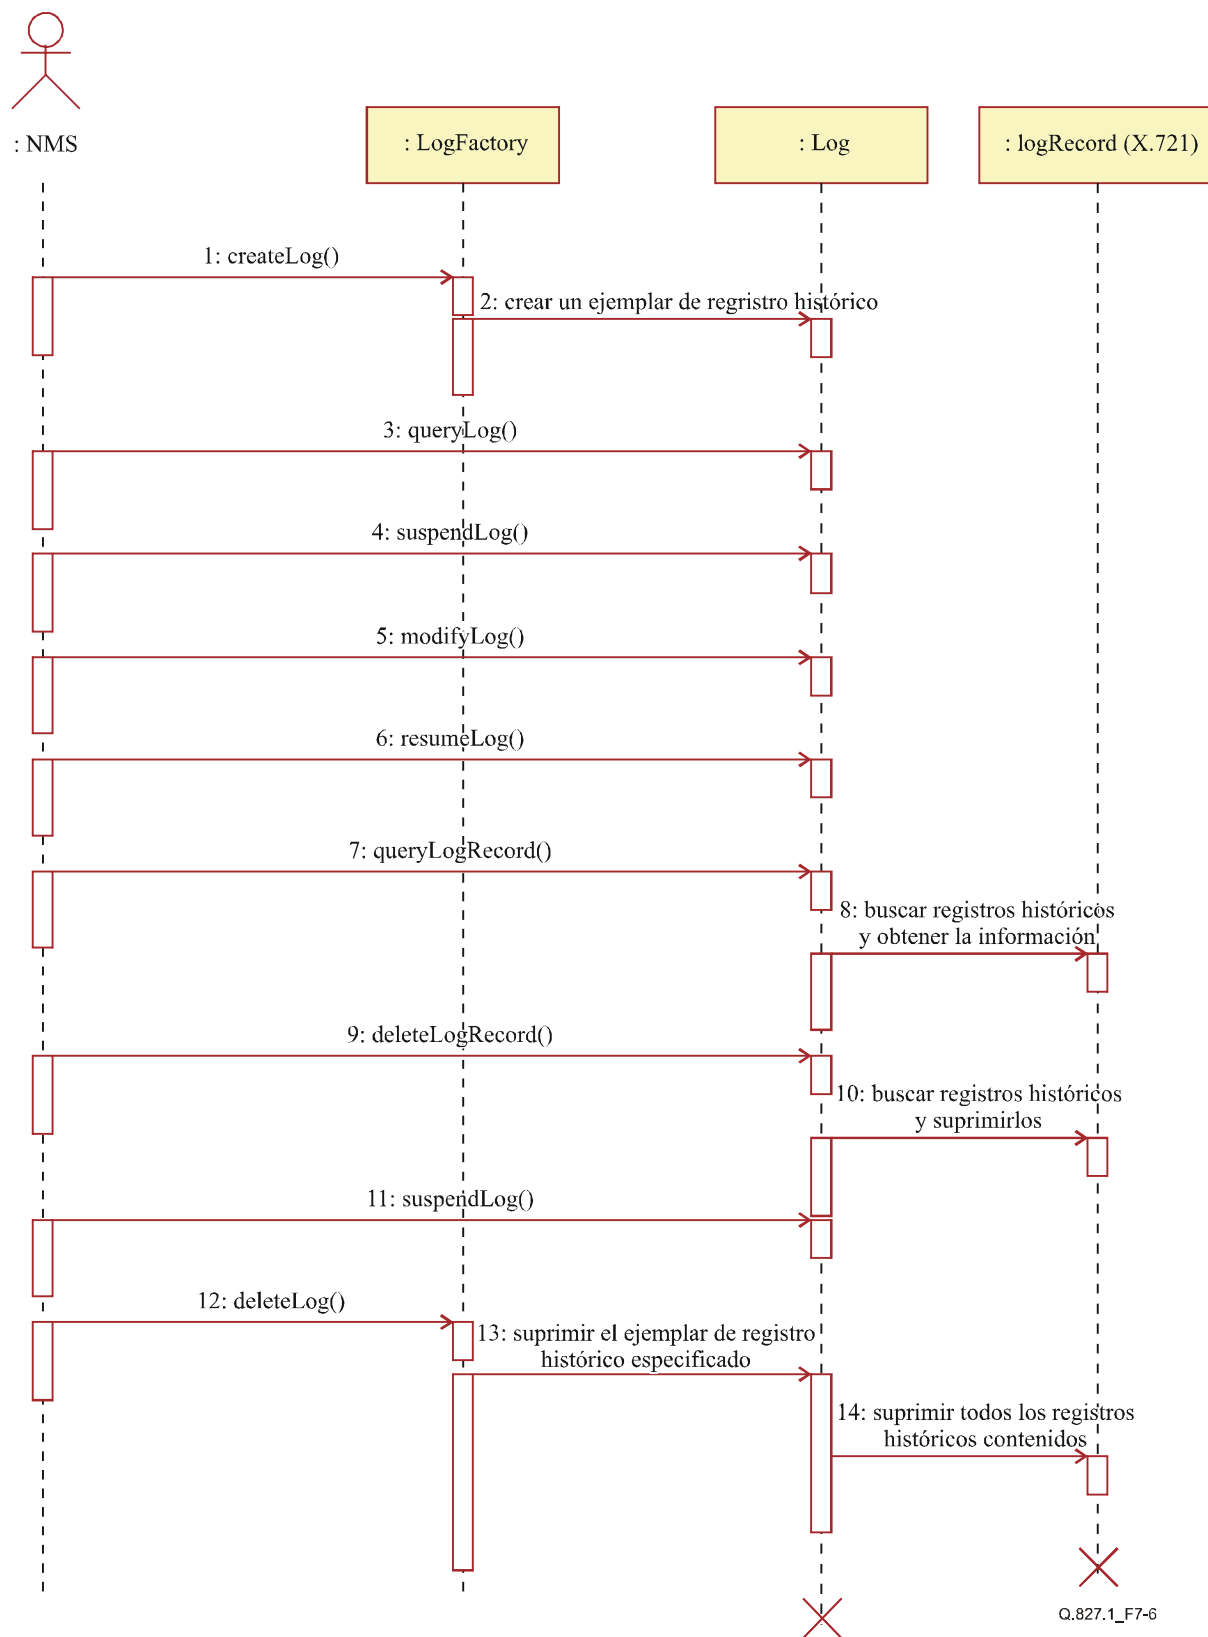 : NMS
: LogFactory
: Log
: logRecord (X.721)
1: createLog()
2: crear un ejemplar de regristro histórico
3: queryLog()
4: suspendLog()
5: modifyLog()
6: resumeLog()
7: queryLogRecord()
8: buscar registros históricos
y obtener la información
9: deleteLogRecord()
10: buscar registros históricos
y suprimirlos
11: suspendLog()
12: deleteLog()
13: suprimir el ejemplar de registro
histórico especificado
14: suprimir todos los registros
históricos contenidos
Q.827.1_F7-6